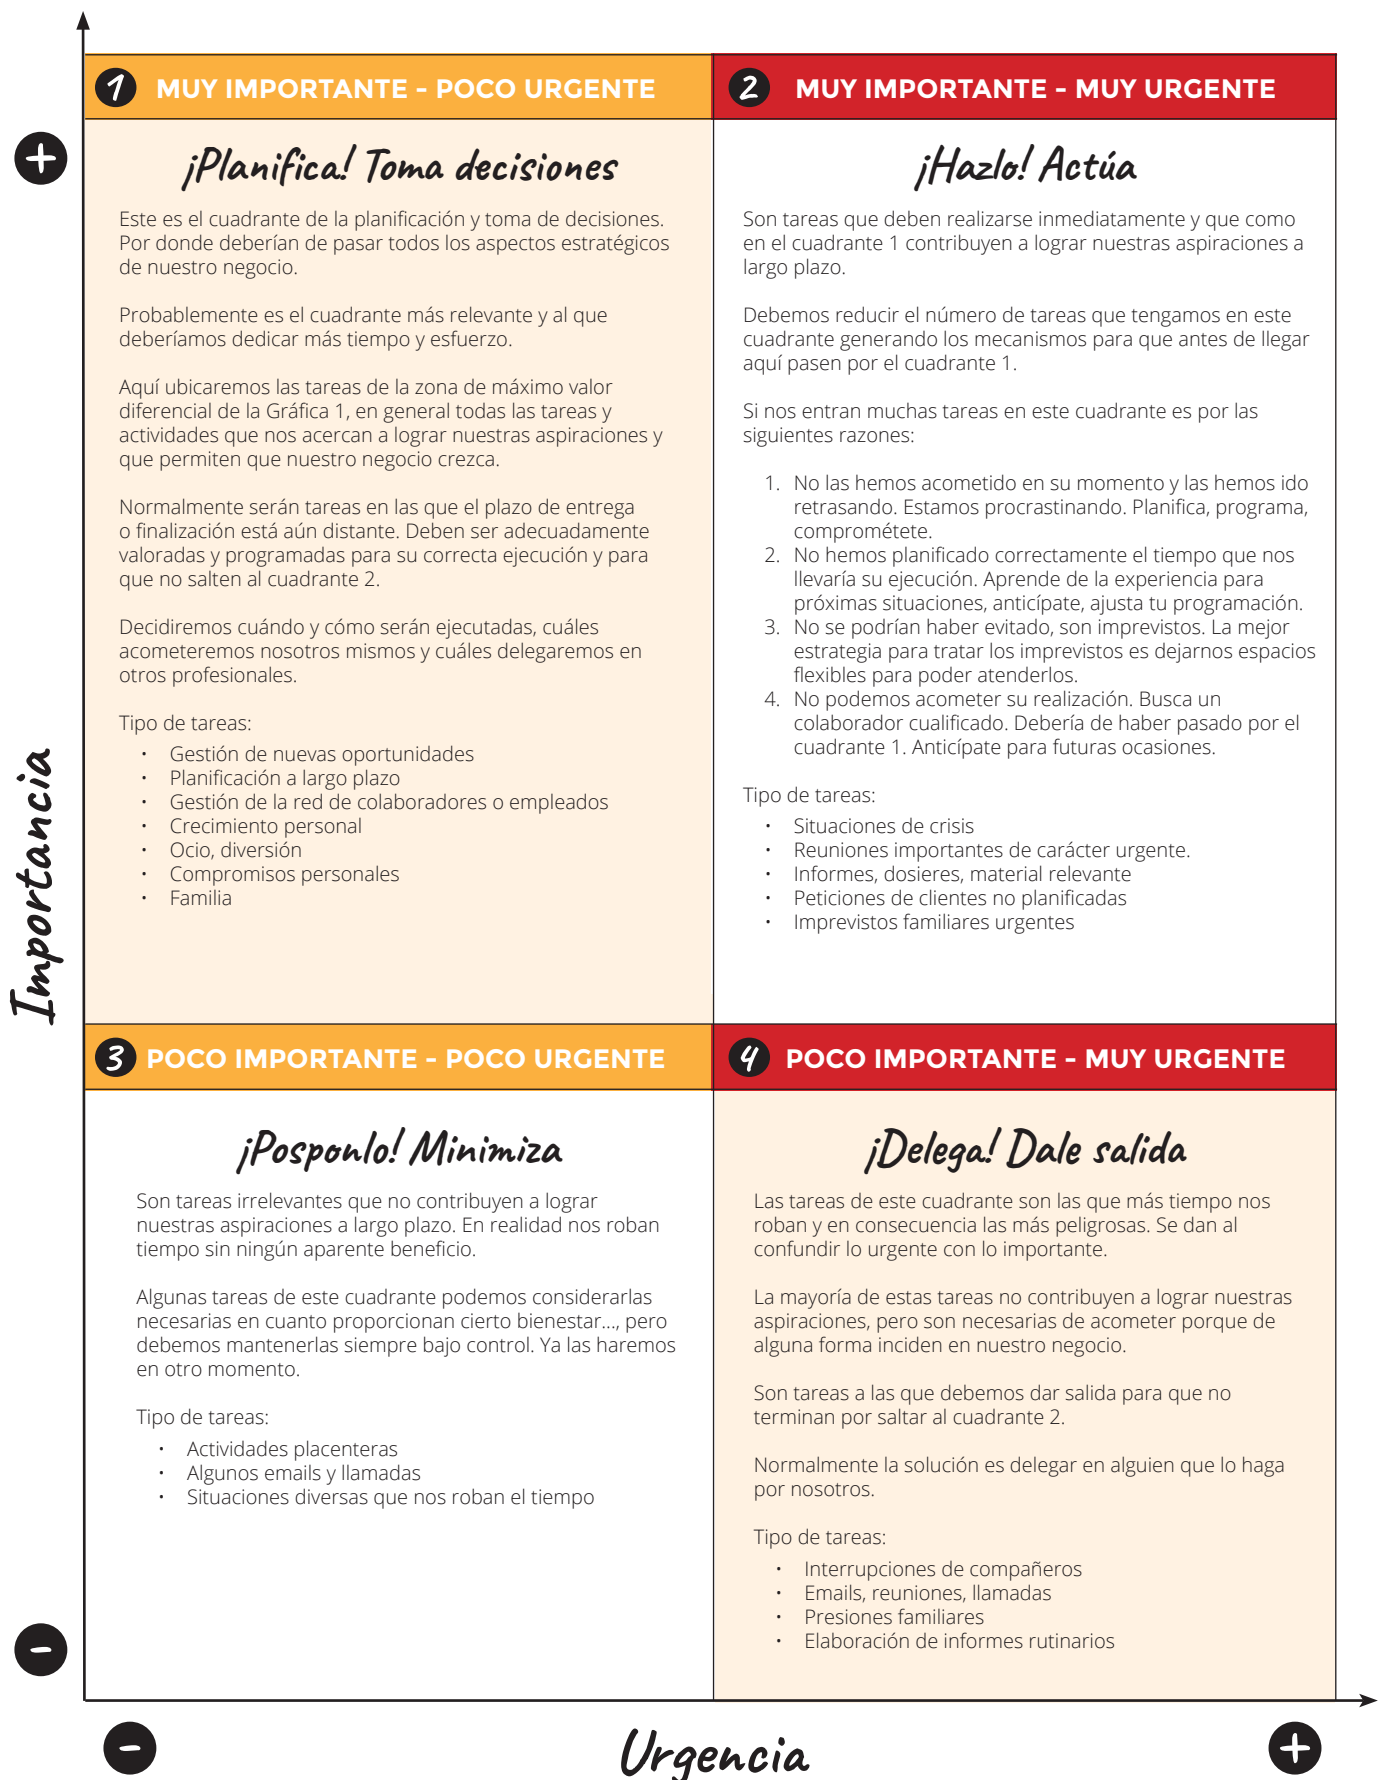 1 MUY IMPORTANTE - POCO URGENTE
¡Planifica! Toma decisiones
Este es el cuadrante de la planificación y toma de decisiones.
Por donde deberían de pasar todos los aspectos estratégicos
de nuestro negocio.
Probablemente es el cuadrante más relevante y al que
deberíamos dedicar más tiempo y esfuerzo.
Aquí ubicaremos las tareas de la zona de máximo valor
diferencial de la Gráfica 1, en general todas las tareas y
actividades que nos acercan a lograr nuestras aspiraciones y
que permiten que nuestro negocio crezca.
Normalmente serán tareas en las que el plazo de entrega
o finalización está aún distante. Deben ser adecuadamente
valoradas y programadas para su correcta ejecución y para
que no salten al cuadrante 2.
Decidiremos cuándo y cómo serán ejecutadas, cuáles
acometeremos nosotros mismos y cuáles delegaremos en
otros profesionales.
Tipo de tareas:
• Gestión de nuevas oportunidades
• Planificación a largo plazo
• Gestión de la red de colaboradores o empleados
• Crecimiento personal
• Ocio, diversión
• Compromisos personales
• Familia
2 MUY IMPORTANTE - MUY URGENTE
¡Hazlo! Actúa
Son tareas que deben realizarse inmediatamente y que como
en el cuadrante 1 contribuyen a lograr nuestras aspiraciones a
largo plazo.
Debemos reducir el número de tareas que tengamos en este
cuadrante generando los mecanismos para que antes de llegar
aquí pasen por el cuadrante 1.
Si nos entran muchas tareas en este cuadrante es por las
siguientes razones:
1. No las hemos acometido en su momento y las hemos ido
retrasando. Estamos procrastinando. Planifica, programa,
comprométete.
2. No hemos planificado correctamente el tiempo que nos
llevaría su ejecución. Aprende de la experiencia para
próximas situaciones, anticípate, ajusta tu programación.
3. No se podrían haber evitado, son imprevistos. La mejor
estrategia para tratar los imprevistos es dejarnos espacios
flexibles para poder atenderlos.
4. No podemos acometer su realización. Busca un
colaborador cualificado. Debería de haber pasado por el
cuadrante 1. Anticípate para futuras ocasiones.
Tipo de tareas:
• Situaciones de crisis
• Reuniones importantes de carácter urgente.
• Informes, dosieres, material relevante
• Peticiones de clientes no planificadas
• Imprevistos familiares urgentes
3 POCO IMPORTANTE - POCO URGENTE
¡Posponlo! Minimiza
Son tareas irrelevantes que no contribuyen a lograr
nuestras aspiraciones a largo plazo. En realidad nos roban
tiempo sin ningún aparente beneficio.
Algunas tareas de este cuadrante podemos considerarlas
necesarias en cuanto proporcionan cierto bienestar..., pero
debemos mantenerlas siempre bajo control. Ya las haremos
en otro momento.
Tipo de tareas:
• Actividades placenteras
• Algunos emails y llamadas
• Situaciones diversas que nos roban el tiempo
4 POCO IMPORTANTE - MUY URGENTE
¡Delega! Dale salida
Las tareas de este cuadrante son las que más tiempo nos
roban y en consecuencia las más peligrosas. Se dan al
confundir lo urgente con lo importante.
La mayoría de estas tareas no contribuyen a lograr nuestras
aspiraciones, pero son necesarias de acometer porque de
alguna forma inciden en nuestro negocio.
Son tareas a las que debemos dar salida para que no
terminan por saltar al cuadrante 2.
Normalmente la solución es delegar en alguien que lo haga
por nosotros.
Tipo de tareas:
• Interrupciones de compañeros
• Emails, reuniones, llamadas
• Presiones familiares
• Elaboración de informes rutinarios
+
Importancia
-
-
Urgencia
+